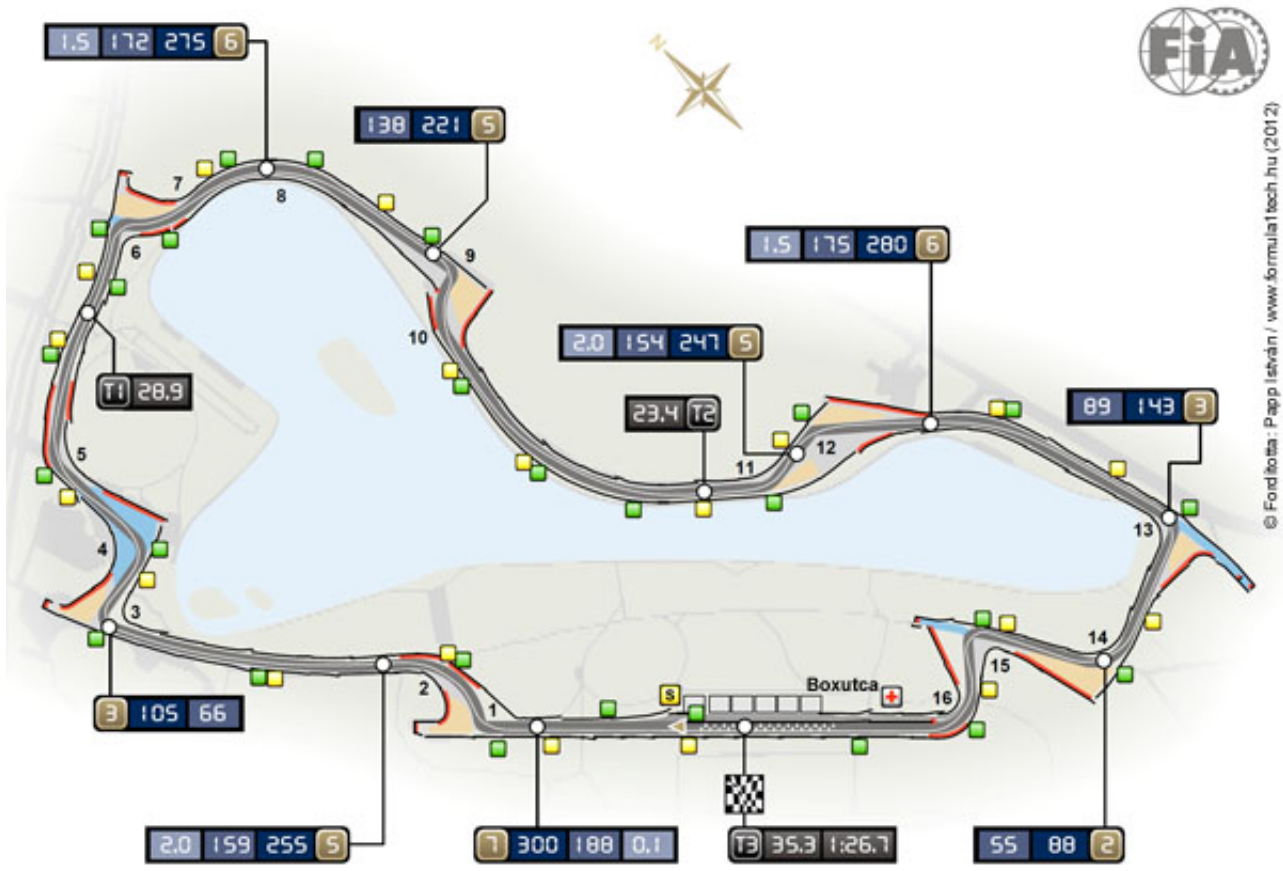 1.5 172 275 6
N
FiA
138 221 5
7
8
9
6
1.5 175 280 6
10
2.0 154 247 5
T1 28.9
23.4 T2
89 143 3
5
11
12
13
4
3
14
2
15
1
S
Boxutca
16
3 105 66
2.0 159 255 5
7 300 188 0.1
T3 35.3 1:26.7
55 88 2
© Fordította: Papp István / www.formula1tech.hu (2012)